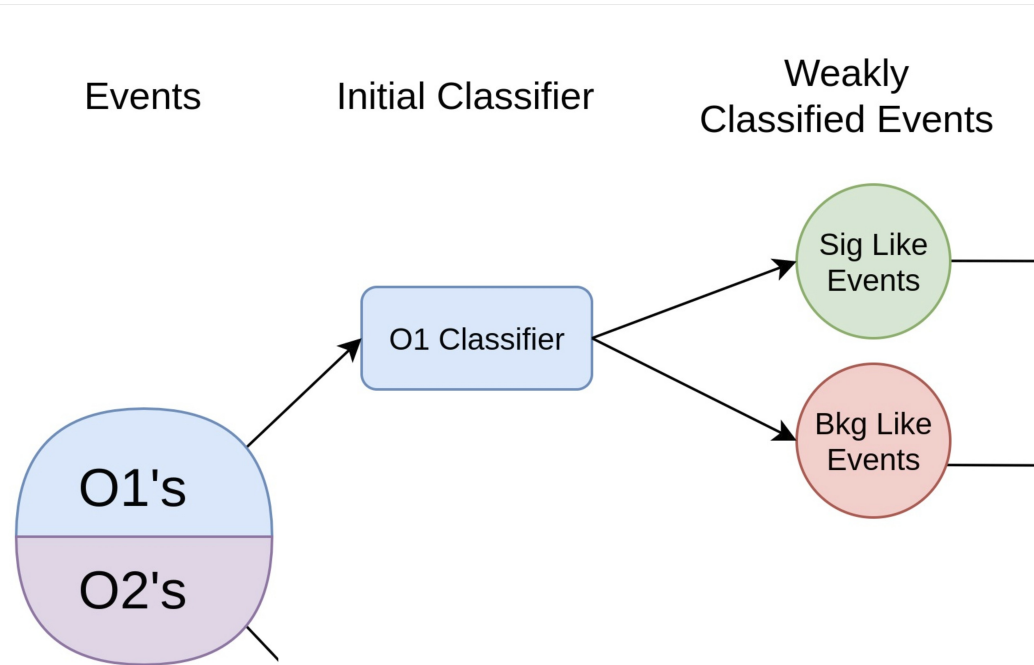 Events
Initial Classifier
Weakly
Classified Events
Sig Like
Events
O1 Classifier
Bkg Like
Events
O1's
O2's